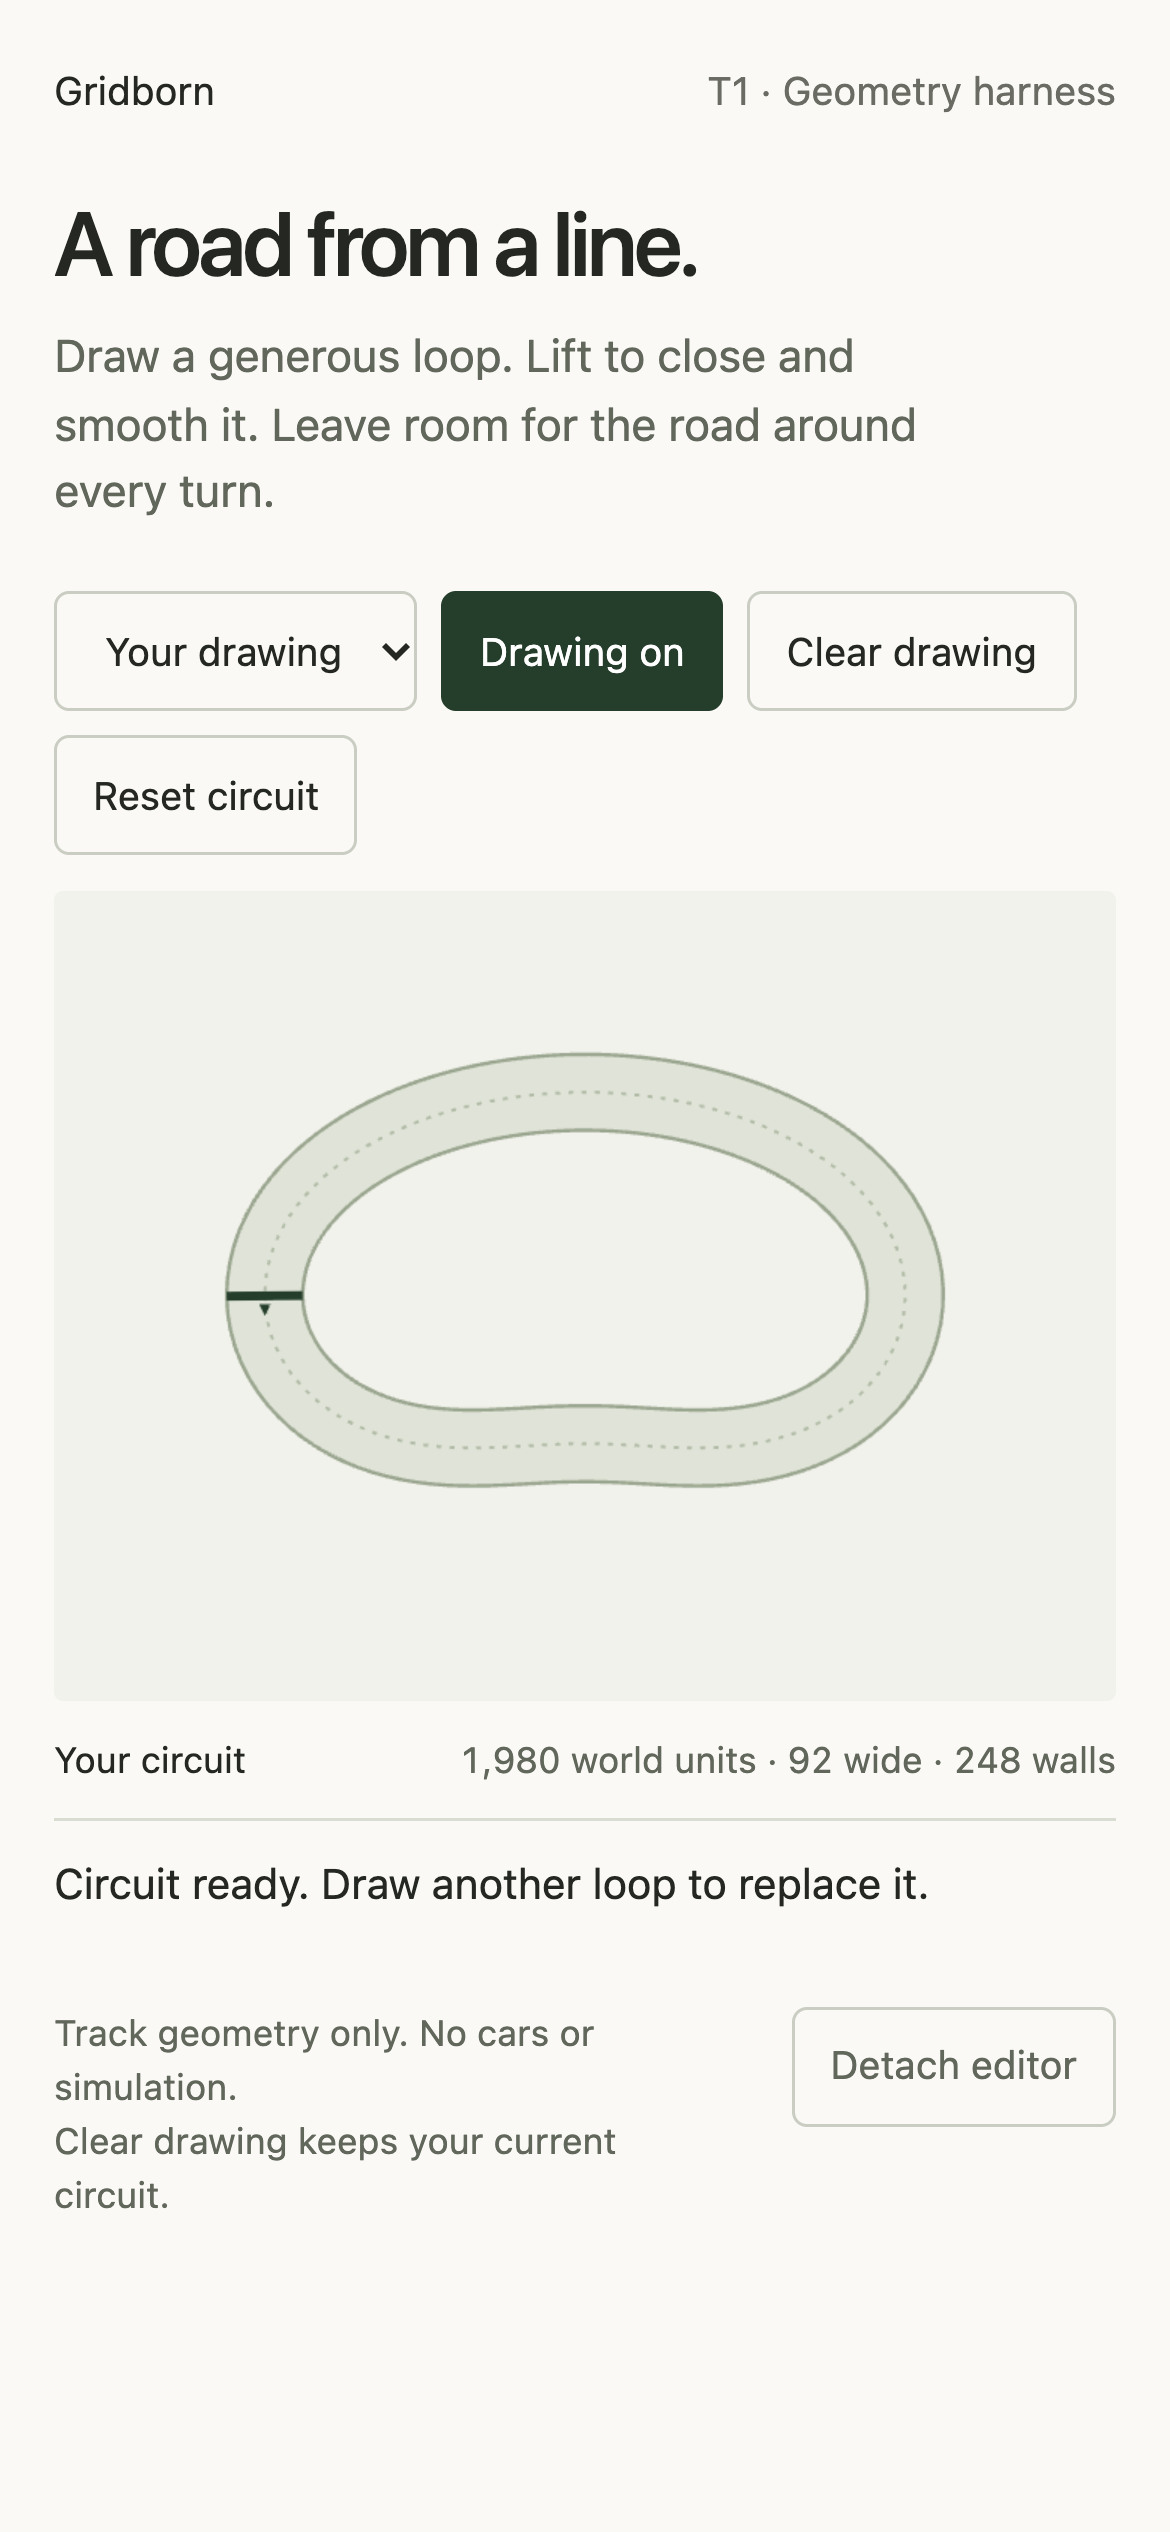 Gridborn
T1 · Geometry harness
A road from a line.
Draw a generous loop. Lift to close and
smooth it. Leave room for the road around
every turn.
Your drawing
Drawing on
Clear drawing
Reset circuit
Your circuit
1,980 world units · 92 wide · 248 walls
Circuit ready. Draw another loop to replace it.
Track geometry only. No cars or
simulation.
Clear drawing keeps your current
circuit.
Detach editor